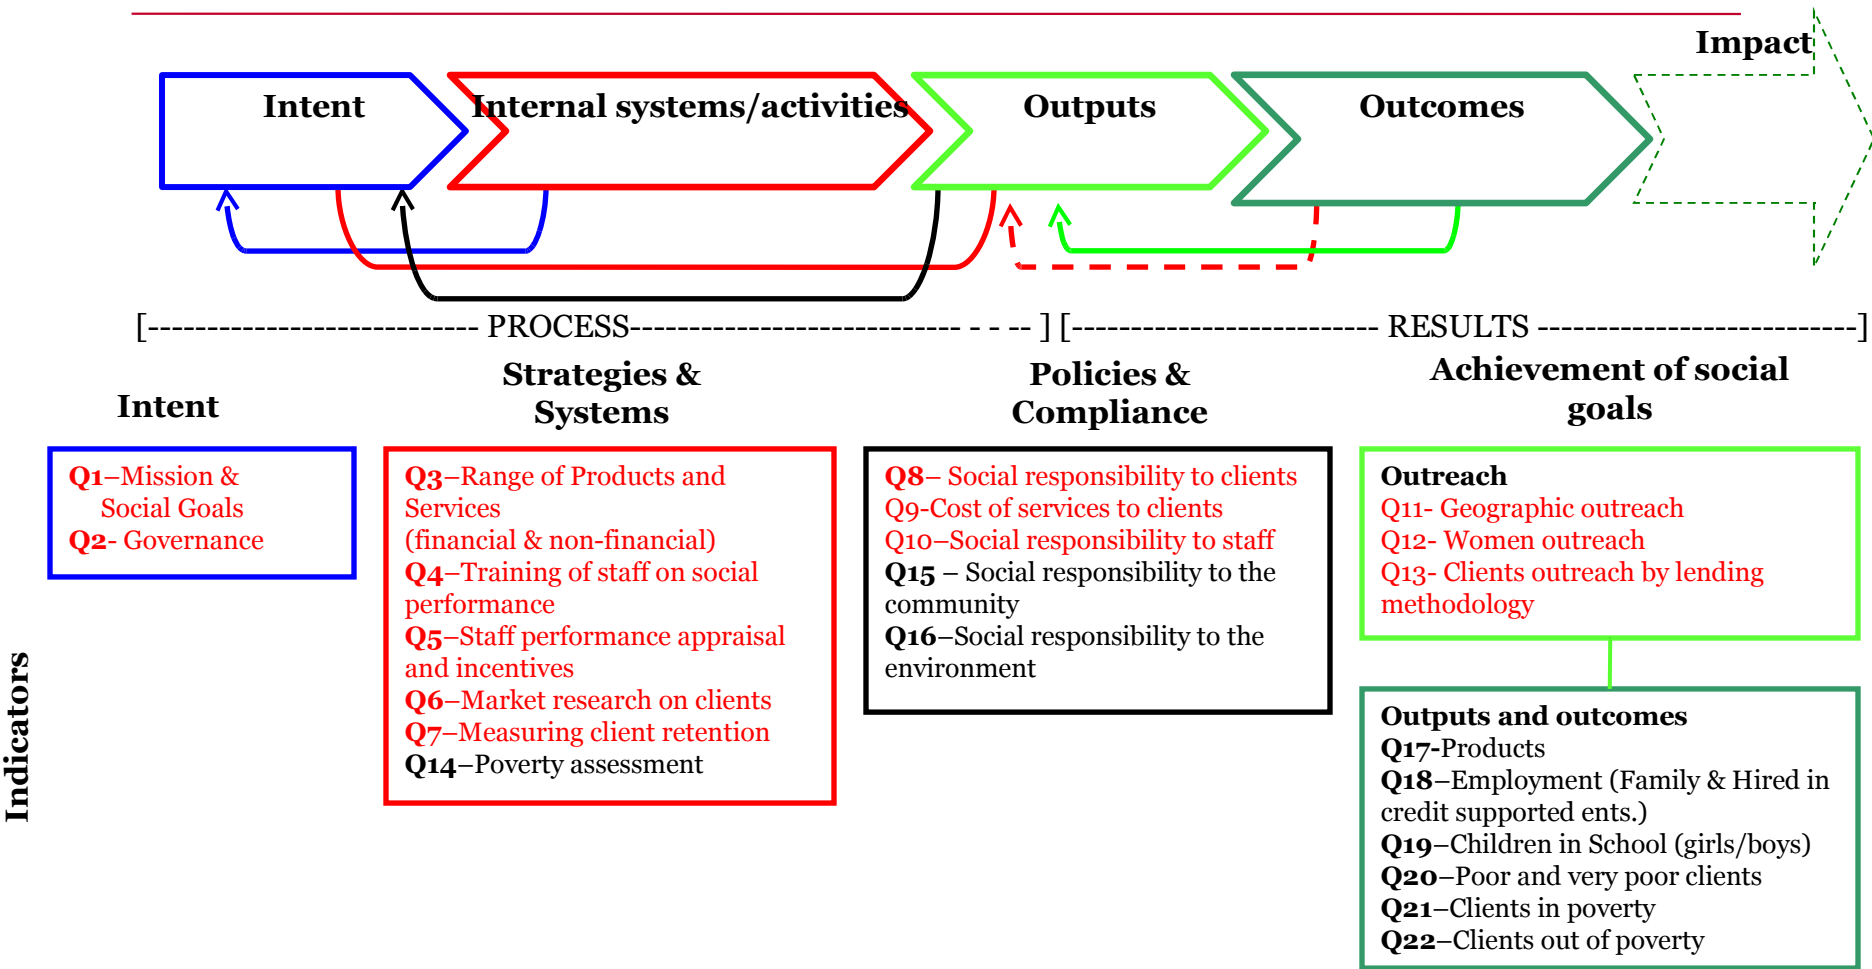 Impact
Intent
Internal systems/activities
Outputs
Outcomes
[---------------------------- PROCESS---------------------------- - - -- ] [-------------------------- RESULTS ---------------------------]
Intent
Strategies &
Systems
Policies &
Compliance
Achievement of social
goals
Indicators
Q1–Mission &
Social Goals
Q2- Governance
Q3–Range of Products and
Services
(financial & non-financial)
Q4–Training of staff on social
performance
Q5–Staff performance appraisal
and incentives
Q6–Market research on clients
Q7–Measuring client retention
Q14–Poverty assessment
Q8– Social responsibility to clients
Q9-Cost of services to clients
Q10–Social responsibility to staff
Q15 – Social responsibility to the
community
Q16–Social responsibility to the
environment
Outreach
Q11- Geographic outreach
Q12- Women outreach
Q13- Clients outreach by lending
methodology
Outputs and outcomes
Q17-Products
Q18–Employment (Family & Hired in
credit supported ents.)
Q19–Children in School (girls/boys)
Q20–Poor and very poor clients
Q21–Clients in poverty
Q22–Clients out of poverty